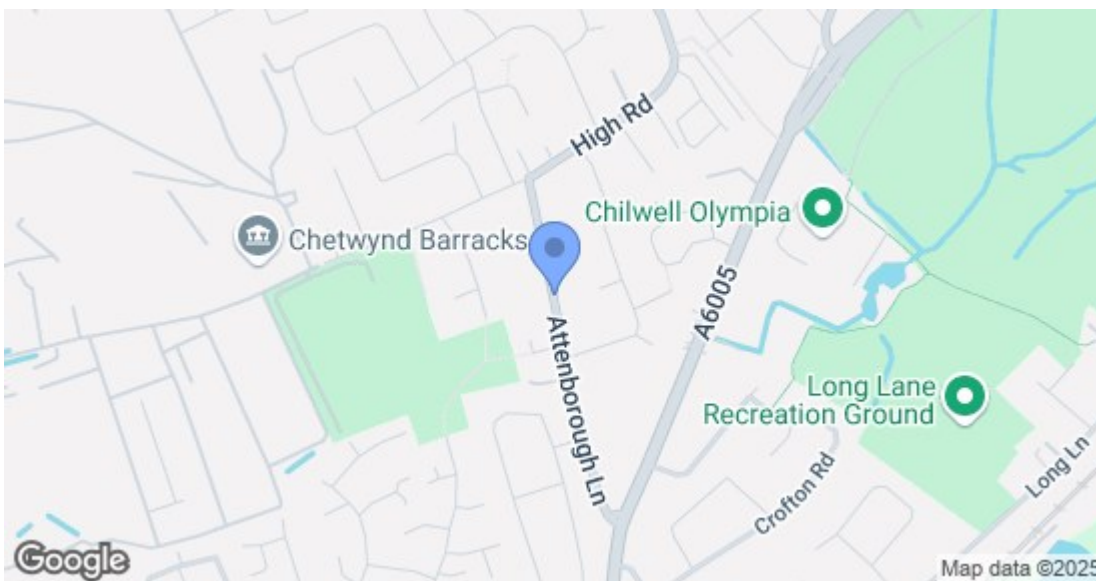 High Rd
Chilwell Olympia
Chetwynd Barracks
A6005
Attenborough Ln
Long Lane
Recreation Ground
Long Ln
Crofton Rd
Google
Map data ©2025